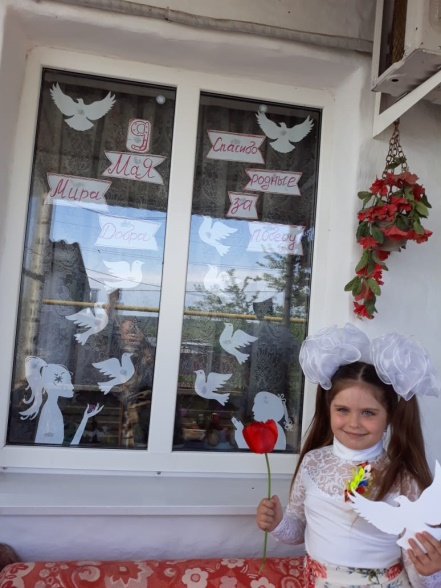 9
Мая
Мира
Добра
Спасибо
родные
за
победу